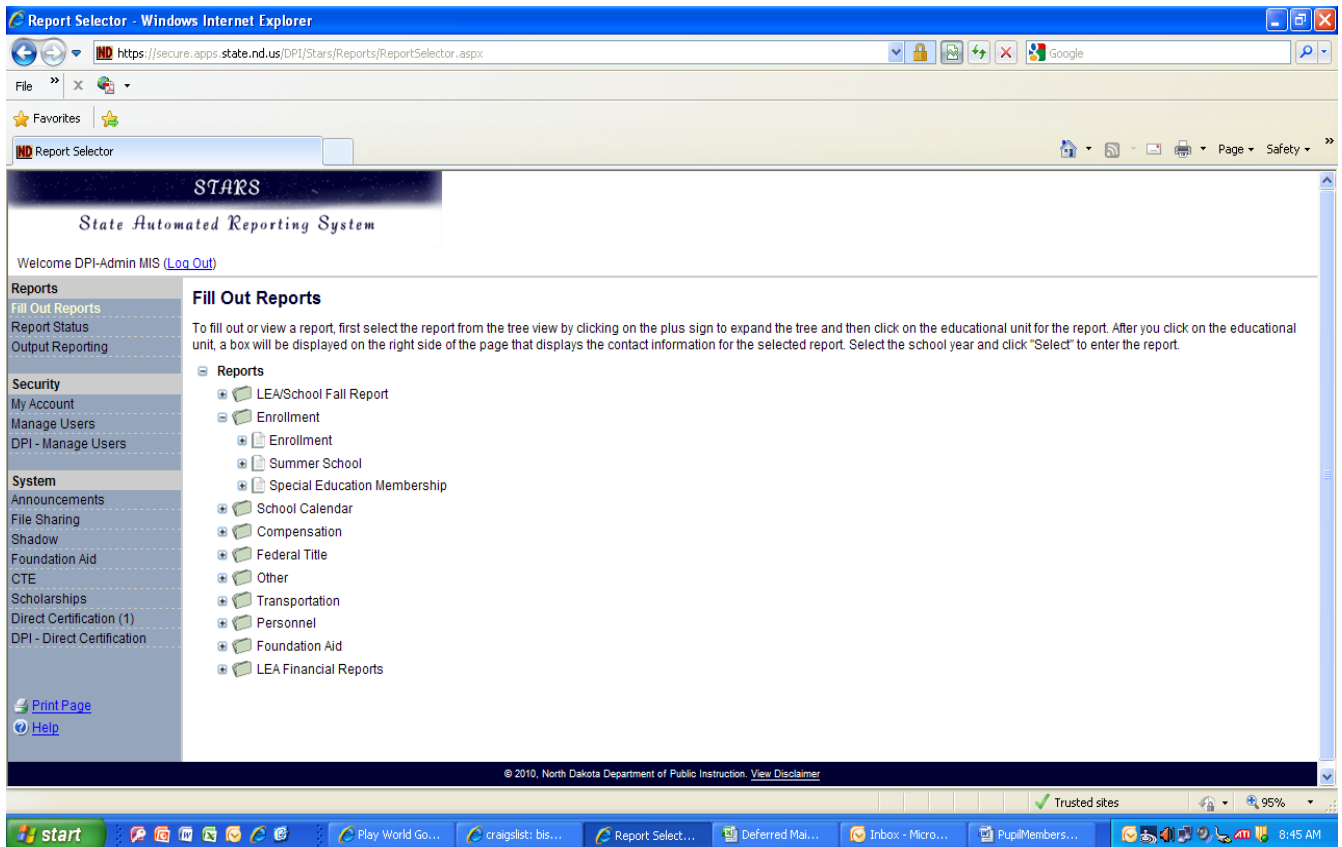 Report Selector - Windows Internet Explorer
ND https://secure.apps.state.nd.us/DPI/Stars/Reports/ReportSelector.aspx
Google
File » x
Favorites
ND Report Selector
Page Safety »
STARS
State Automated Reporting System
Welcome DPI-Admin MIS (Log Out)
Reports
Fill Out Reports
Report Status
Output Reporting
Security
My Account
Manage Users
DPI - Manage Users
System
Announcements
File Sharing
Shadow
Foundation Aid
CTE
Scholarships
Direct Certification (1)
DPI - Direct Certification
Print Page
Help
Fill Out Reports
To fill out or view a report, first select the report from the tree view by clicking on the plus sign to expand the tree and then click on the educational unit for the report. After you click on the educational
unit, a box will be displayed on the right side of the page that displays the contact information for the selected report. Select the school year and click "Select" to enter the report.
Reports
LEA/School Fall Report
Enrollment
Enrollment
Summer School
Special Education Membership
School Calendar
Compensation
Federal Title
Other
Transportation
Personnel
Foundation Aid
LEA Financial Reports
© 2010, North Dakota Department of Public Instruction. View Disclaimer
Trusted sites
95%
start
Play World Go...
craigslist: bis...
Report Select...
Deferred Mai...
Inbox - Micro...
PupilMembers...
8:45 AM